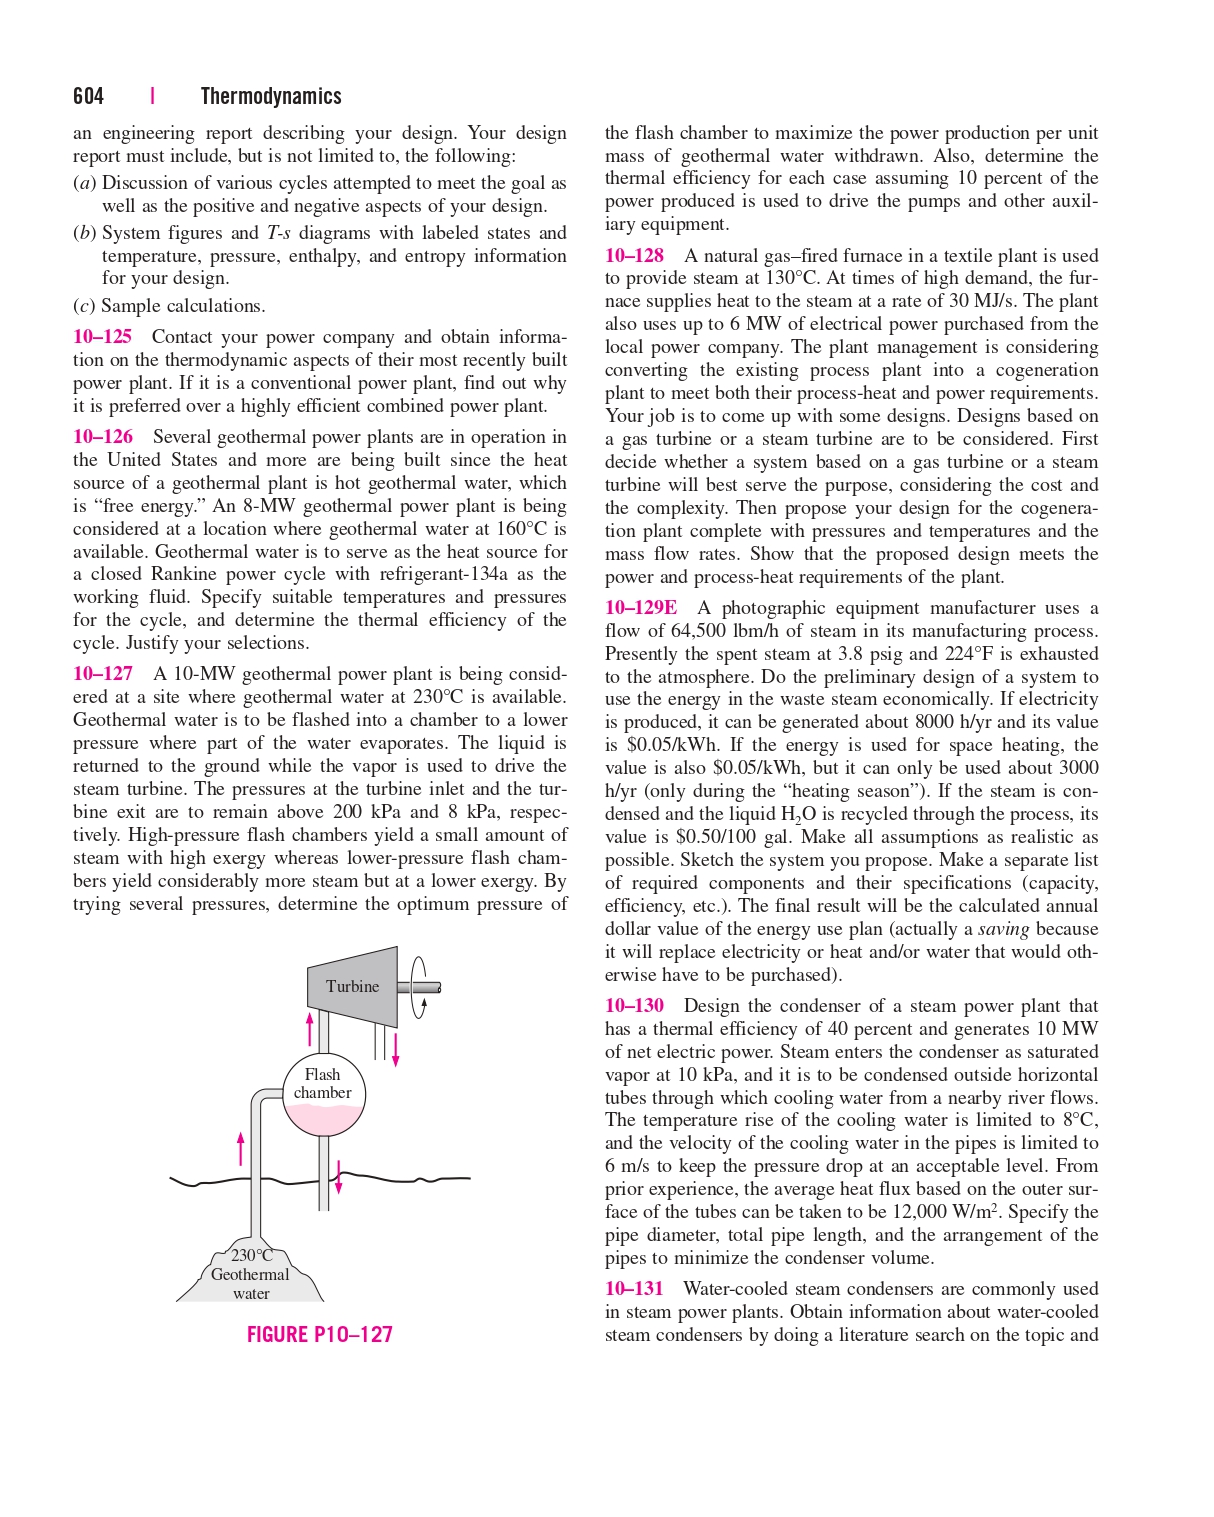 604 | Thermodynamics
an engineering report describing your design. Your design
report must include, but is not limited to, the following:
(a) Discussion of various cycles attempted to meet the goal as
well as the positive and negative aspects of your design.
(b) System figures and T-s diagrams with labeled states and
temperature, pressure, enthalpy, and entropy information
for your design.
(c) Sample calculations.
10–125 Contact your power company and obtain informa-
tion on the thermodynamic aspects of their most recently built
power plant. If it is a conventional power plant, find out why
it is preferred over a highly efficient combined power plant.
10–126 Several geothermal power plants are in operation in
the United States and more are being built since the heat
source of a geothermal plant is hot geothermal water, which
is “free energy.” An 8-MW geothermal power plant is being
considered at a location where geothermal water at 160°C is
available. Geothermal water is to serve as the heat source for
a closed Rankine power cycle with refrigerant-134a as the
working fluid. Specify suitable temperatures and pressures
for the cycle, and determine the thermal efficiency of the
cycle. Justify your selections.
10–127 A 10-MW geothermal power plant is being consid-
ered at a site where geothermal water at 230°C is available.
Geothermal water is to be flashed into a chamber to a lower
pressure where part of the water evaporates. The liquid is
returned to the ground while the vapor is used to drive the
steam turbine. The pressures at the turbine inlet and the tur-
bine exit are to remain above 200 kPa and 8 kPa, respec-
tively. High-pressure flash chambers yield a small amount of
steam with high exergy whereas lower-pressure flash cham-
bers yield considerably more steam but at a lower exergy. By
trying several pressures, determine the optimum pressure of
Turbine
Flash
chamber
230°C
Geothermal
water
FIGURE P10–127
the flash chamber to maximize the power production per unit
mass of geothermal water withdrawn. Also, determine the
thermal efficiency for each case assuming 10 percent of the
power produced is used to drive the pumps and other auxil-
iary equipment.
10–128 A natural gas–fired furnace in a textile plant is used
to provide steam at 130°C. At times of high demand, the fur-
nace supplies heat to the steam at a rate of 30 MJ/s. The plant
also uses up to 6 MW of electrical power purchased from the
local power company. The plant management is considering
converting the existing process plant into a cogeneration
plant to meet both their process-heat and power requirements.
Your job is to come up with some designs. Designs based on
a gas turbine or a steam turbine are to be considered. First
decide whether a system based on a gas turbine or a steam
turbine will best serve the purpose, considering the cost and
the complexity. Then propose your design for the cogenera-
tion plant complete with pressures and temperatures and the
mass flow rates. Show that the proposed design meets the
power and process-heat requirements of the plant.
10–129E A photographic equipment manufacturer uses a
flow of 64,500 lbm/h of steam in its manufacturing process.
Presently the spent steam at 3.8 psig and 224°F is exhausted
to the atmosphere. Do the preliminary design of a system to
use the energy in the waste steam economically. If electricity
is produced, it can be generated about 8000 h/yr and its value
is $0.05/kWh. If the energy is used for space heating, the
value is also $0.05/kWh, but it can only be used about 3000
h/yr (only during the “heating season”). If the steam is con-
densed and the liquid H₂O is recycled through the process, its
value is $0.50/100 gal. Make all assumptions as realistic as
possible. Sketch the system you propose. Make a separate list
of required components and their specifications (capacity,
efficiency, etc.). The final result will be the calculated annual
dollar value of the energy use plan (actually a saving because
it will replace electricity or heat and/or water that would oth-
erwise have to be purchased).
10–130 Design the condenser of a steam power plant that
has a thermal efficiency of 40 percent and generates 10 MW
of net electric power. Steam enters the condenser as saturated
vapor at 10 kPa, and it is to be condensed outside horizontal
tubes through which cooling water from a nearby river flows.
The temperature rise of the cooling water is limited to 8°C,
and the velocity of the cooling water in the pipes is limited to
6 m/s to keep the pressure drop at an acceptable level. From
prior experience, the average heat flux based on the outer sur-
face of the tubes can be taken to be 12,000 W/m². Specify the
pipe diameter, total pipe length, and the arrangement of the
pipes to minimize the condenser volume.
10–131 Water-cooled steam condensers are commonly used
in steam power plants. Obtain information about water-cooled
steam condensers by doing a literature search on the topic and